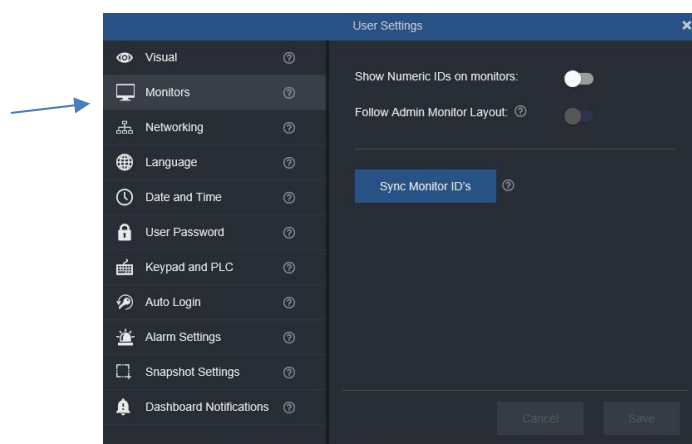 User Settings
Visual
Monitors
Networking
Language
Date and Time
User Password
Keypad and PLC
Auto Login
Alarm Settings
Snapshot Settings
Dashboard Notifications
Show Numeric IDs on monitors:
Follow Admin Monitor Layout:
Sync Monitor ID's
Cancel
Save